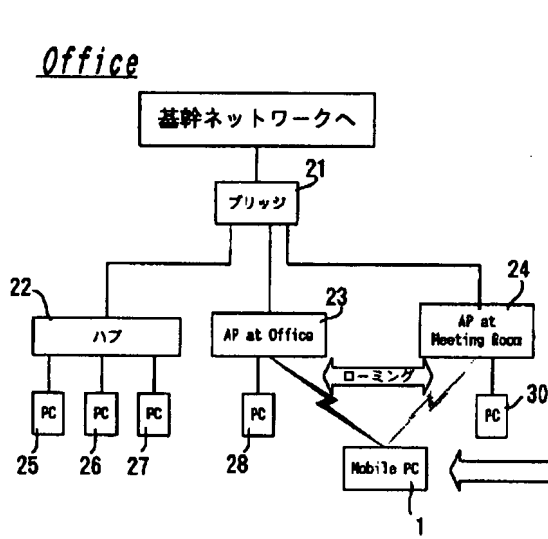 Office
基幹ネットワークへ
21
ブリッジ
22
ハブ
23
AP at Office
24
AP at
Meeting Room
ローミング
PC
PC
PC
PC
PC
25
26
27
28
30
Mobile PC
1